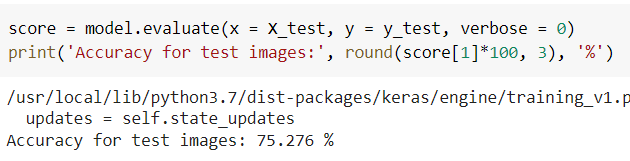 score = model.evaluate(x = X_test, y = y_test, verbose = 0)
print('Accuracy for test images:', round(score[1]*100, 3), '%')
/usr/local/lib/python3.7/dist-packages/keras/engine/training_v1.p
  updates = self.state_updates
Accuracy for test images: 75.276 %